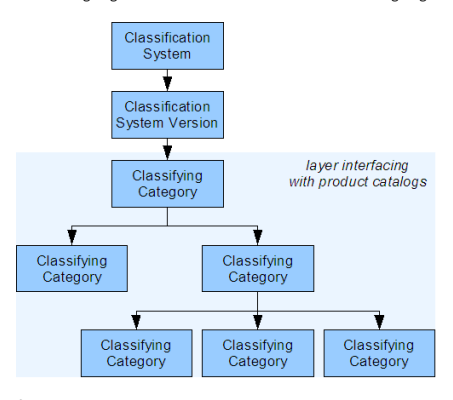 Classification
System
Classification
System Version
layer interfacing
with product catalogs
Classifying
Category
Classifying
Category
Classifying
Category
Classifying
Category
Classifying
Category
Classifying
Category